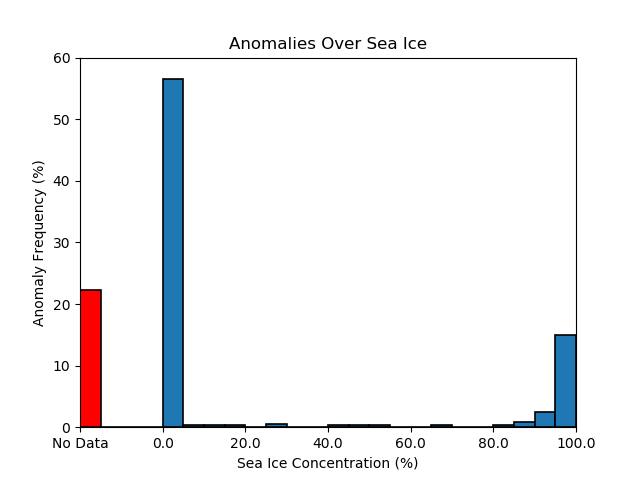 Anomalies Over Sea Ice
60
50
40
30
20
10
0
Anomaly Frequency (%)
No Data 0.0 20.0 40.0 60.0 80.0 100.0
Sea Ice Concentration (%)